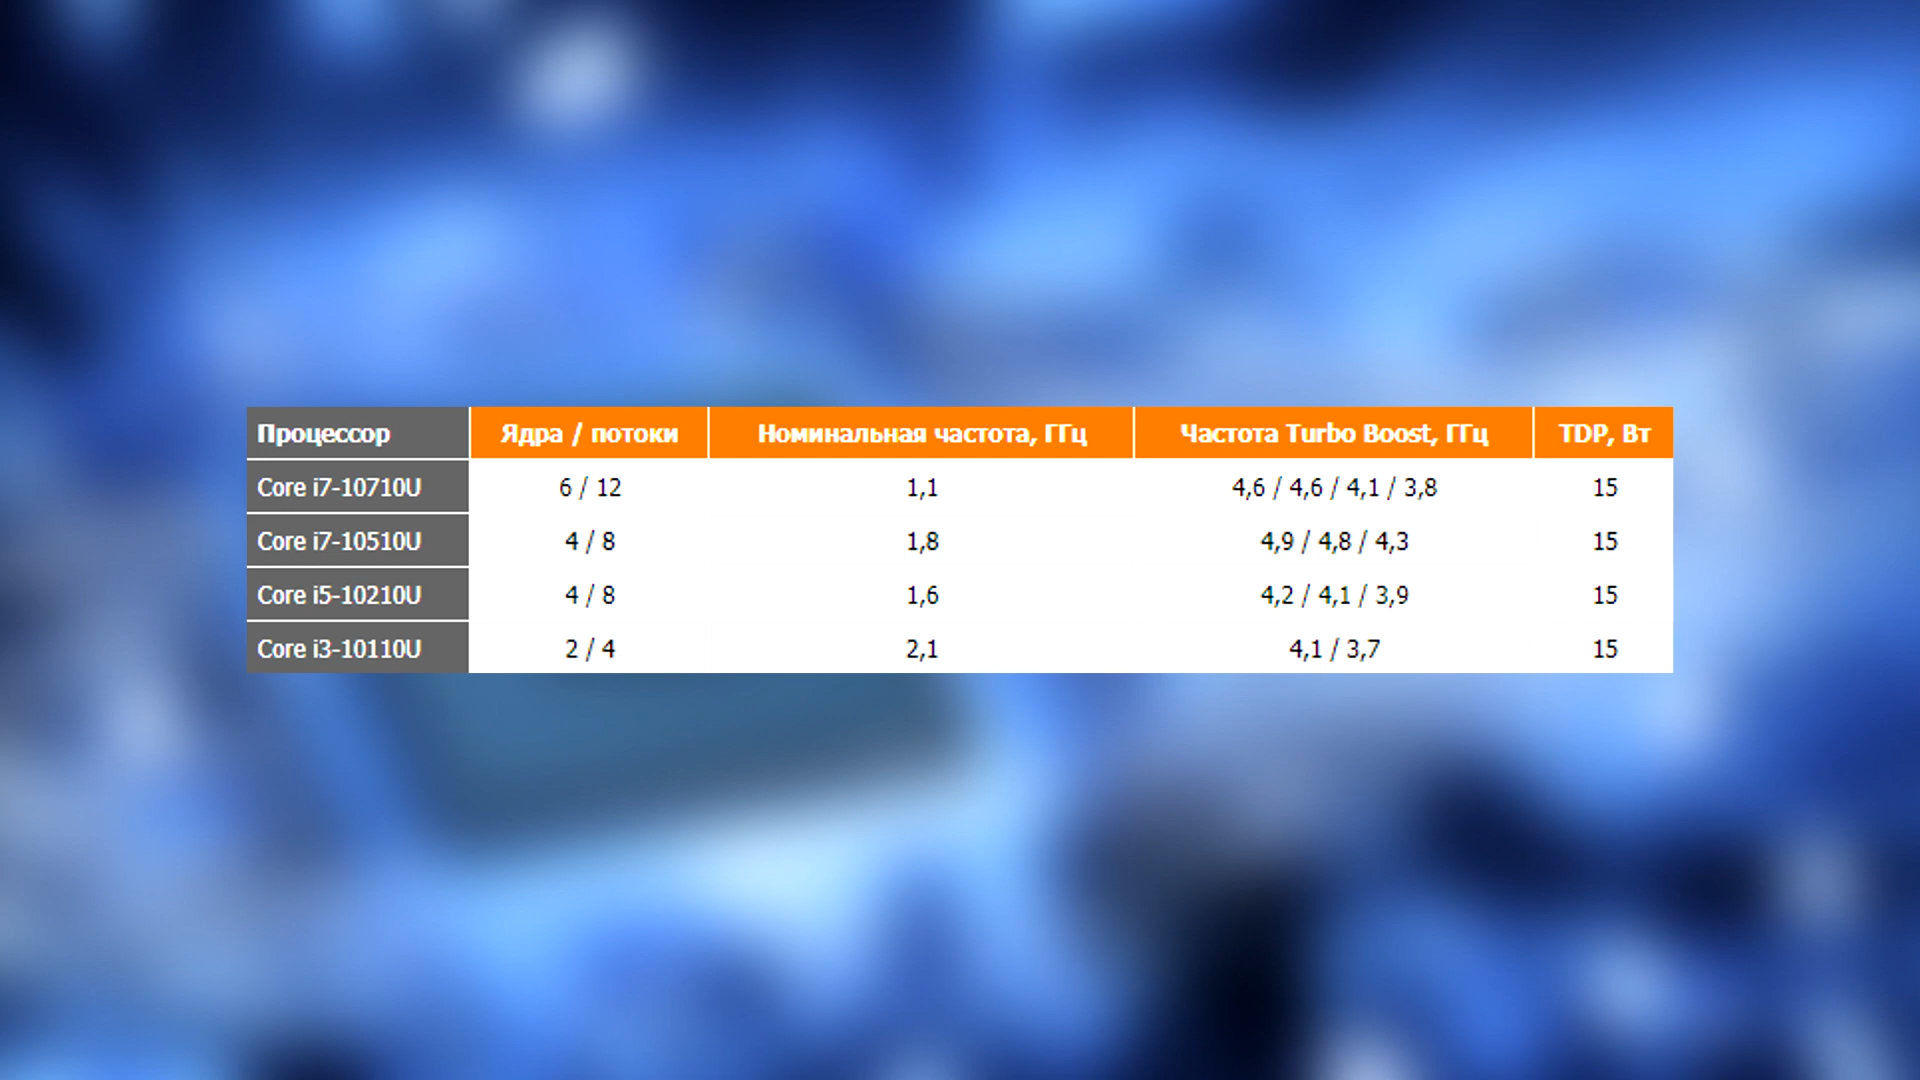 Процессор Ядра / потоки Номинальная частота, ГГц Частота Turbo Boost, ГГц TDP, Вт
Core i7-10710U 6 / 12 1,1 4,6 / 4,6 / 4,1 / 3,8 15
Core i7-10510U 4 / 8 1,8 4,9 / 4,8 / 4,3 15
Core i5-10210U 4 / 8 1,6 4,2 / 4,1 / 3,9 15
Core i3-10110U 2 / 4 2,1 4,1 / 3,7 15